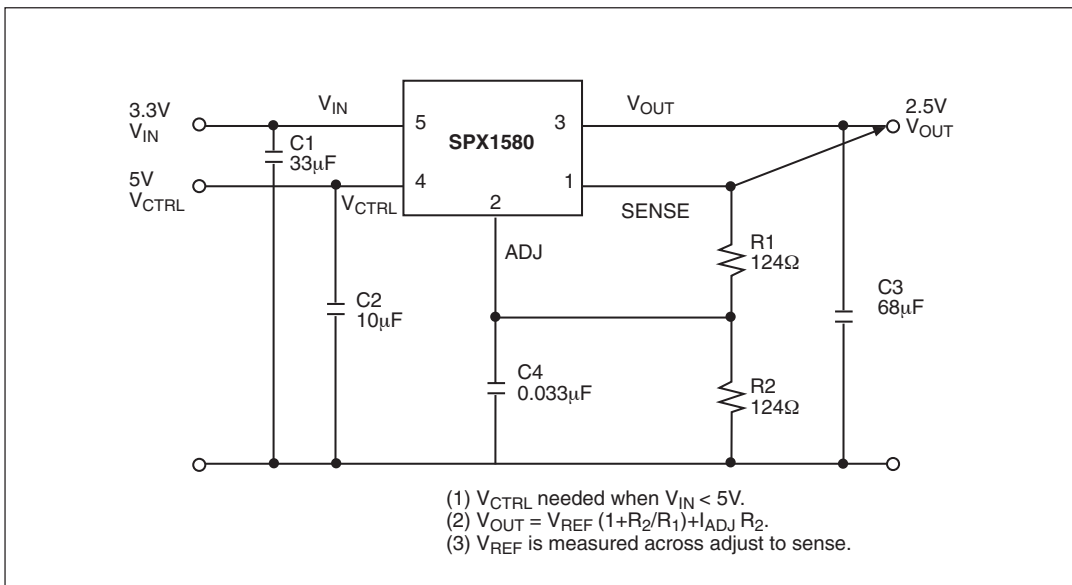 3.3V
V_IN
V_IN
5
SPX1580
3
V_OUT
2.5V
V_OUT
C1
33µF
5V
V_CTRL
V_CTRL
4
2
1
SENSE
ADJ
R1
124Ω
C2
10µF
C3
68µF
C4
0.033µF
R2
124Ω
(1) V_CTRL needed when V_IN < 5V.
(2) V_OUT = V_REF (1+R_2/R_1)+I_ADJ R_2.
(3) V_REF is measured across adjust to sense.